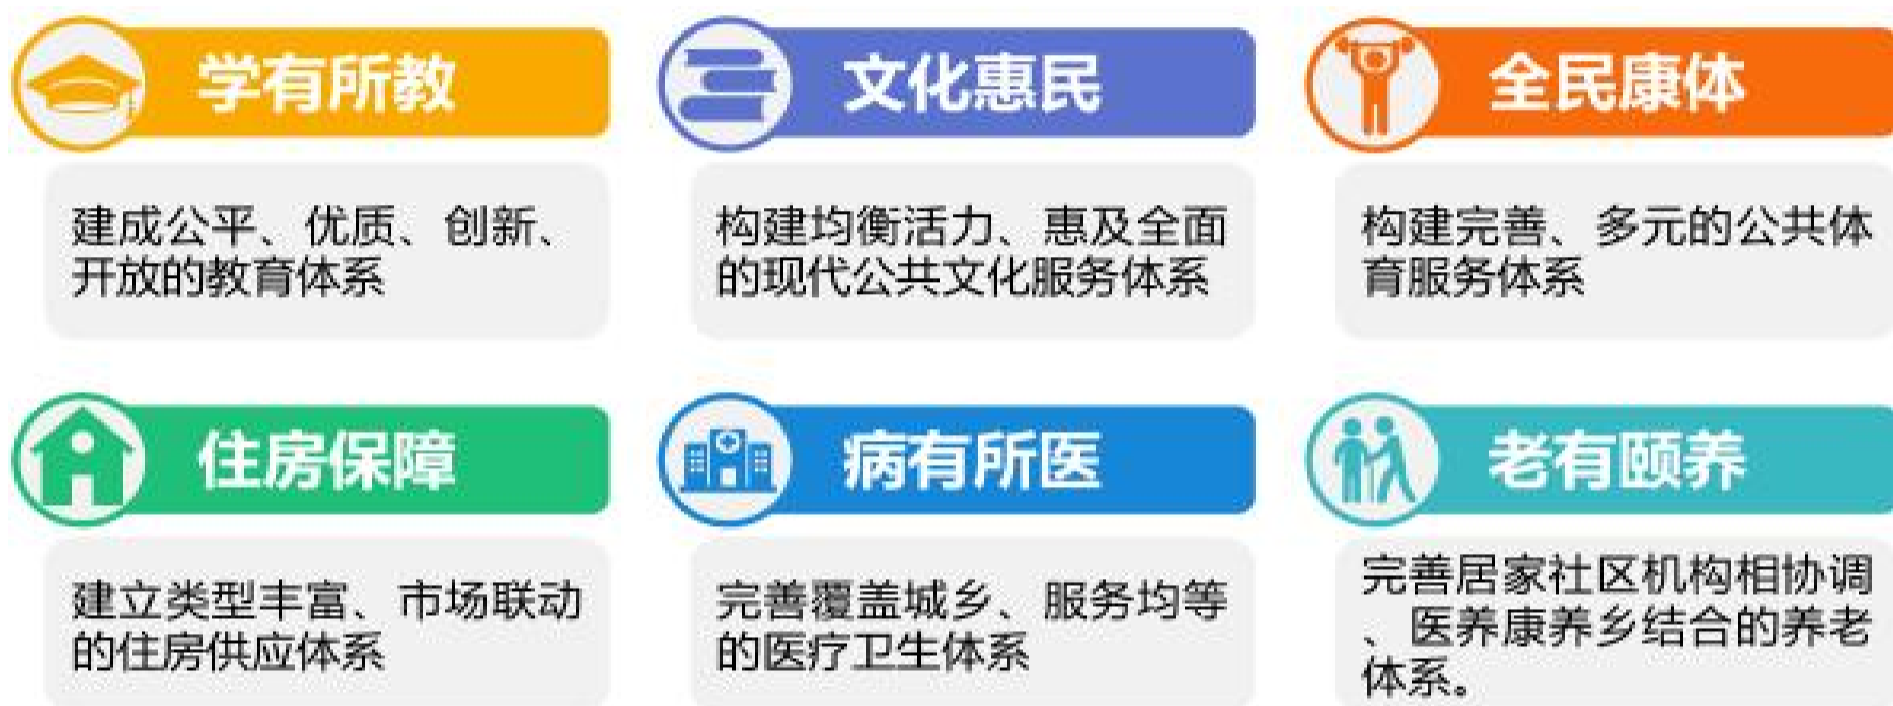 学有所教
建成公平、优质、创新、
开放的教育体系
文化惠民
构建均衡活力、惠及全面
的现代公共文化服务体系
全民康体
构建完善、多元的公共体
育服务体系
住房保障
建立类型丰富、市场联动
的住房供应体系
病有所医
完善覆盖城乡、服务均等
的医疗卫生体系
老有颐养
完善居家社区机构相协调
、医养康养乡结合的养老
体系。